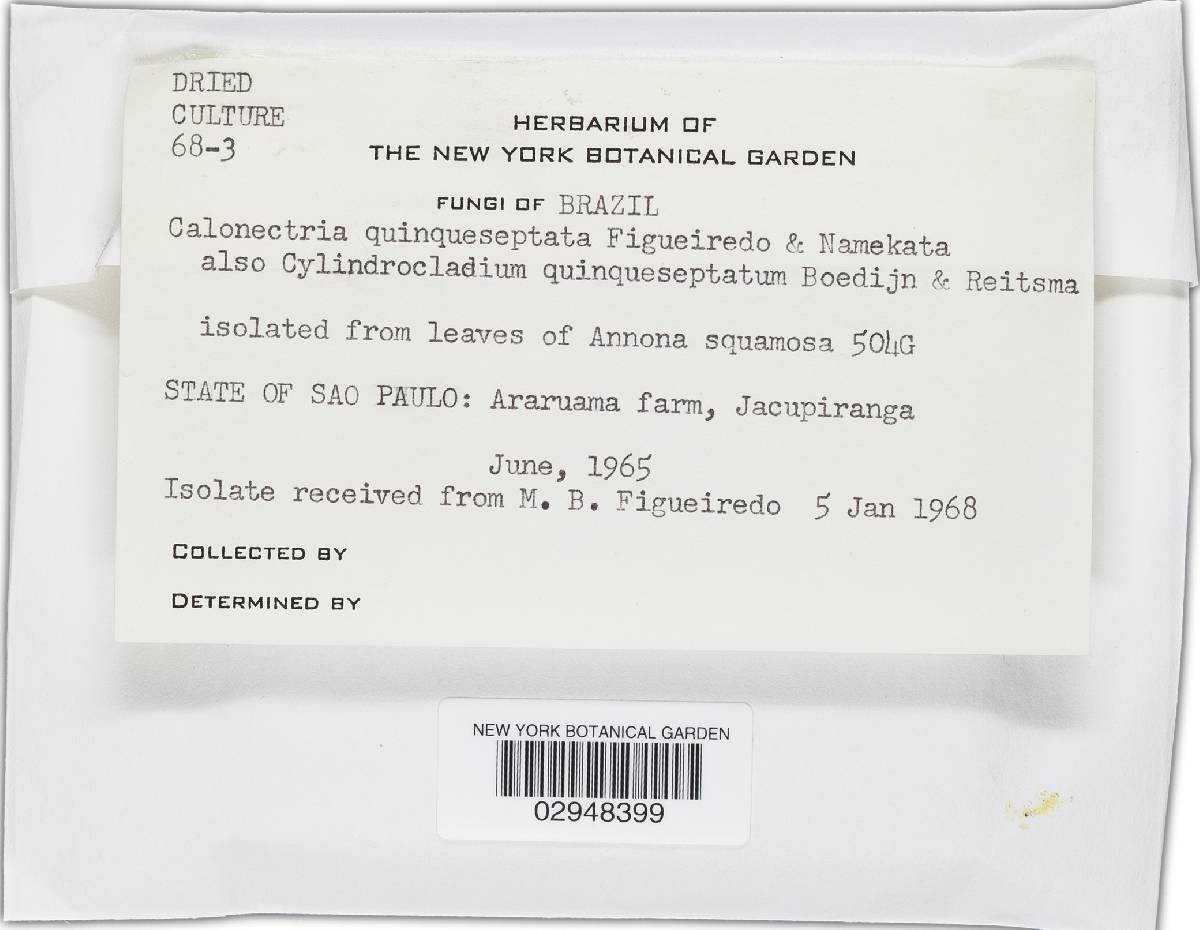 DRIED
CULTURE
68-3
HERBARIUM OF
THE NEW YORK BOTANICAL GARDEN
FUNGI OF BRAZIL
Calonectria quinqueseptata Figueiredo & Namekata
also Cylindrocladium quinqueseptatum Boedijn & Reitsma
isolated from leaves of Annona squamosa 504G
STATE OF SAO PAULO: Araruama farm, Jacupiranga
June, 1965
Isolate received from M. B. Figueiredo 5 Jan 1968
COLLECTED BY
DETERMINED BY
NEW YORK BOTANICAL GARDEN
02948399